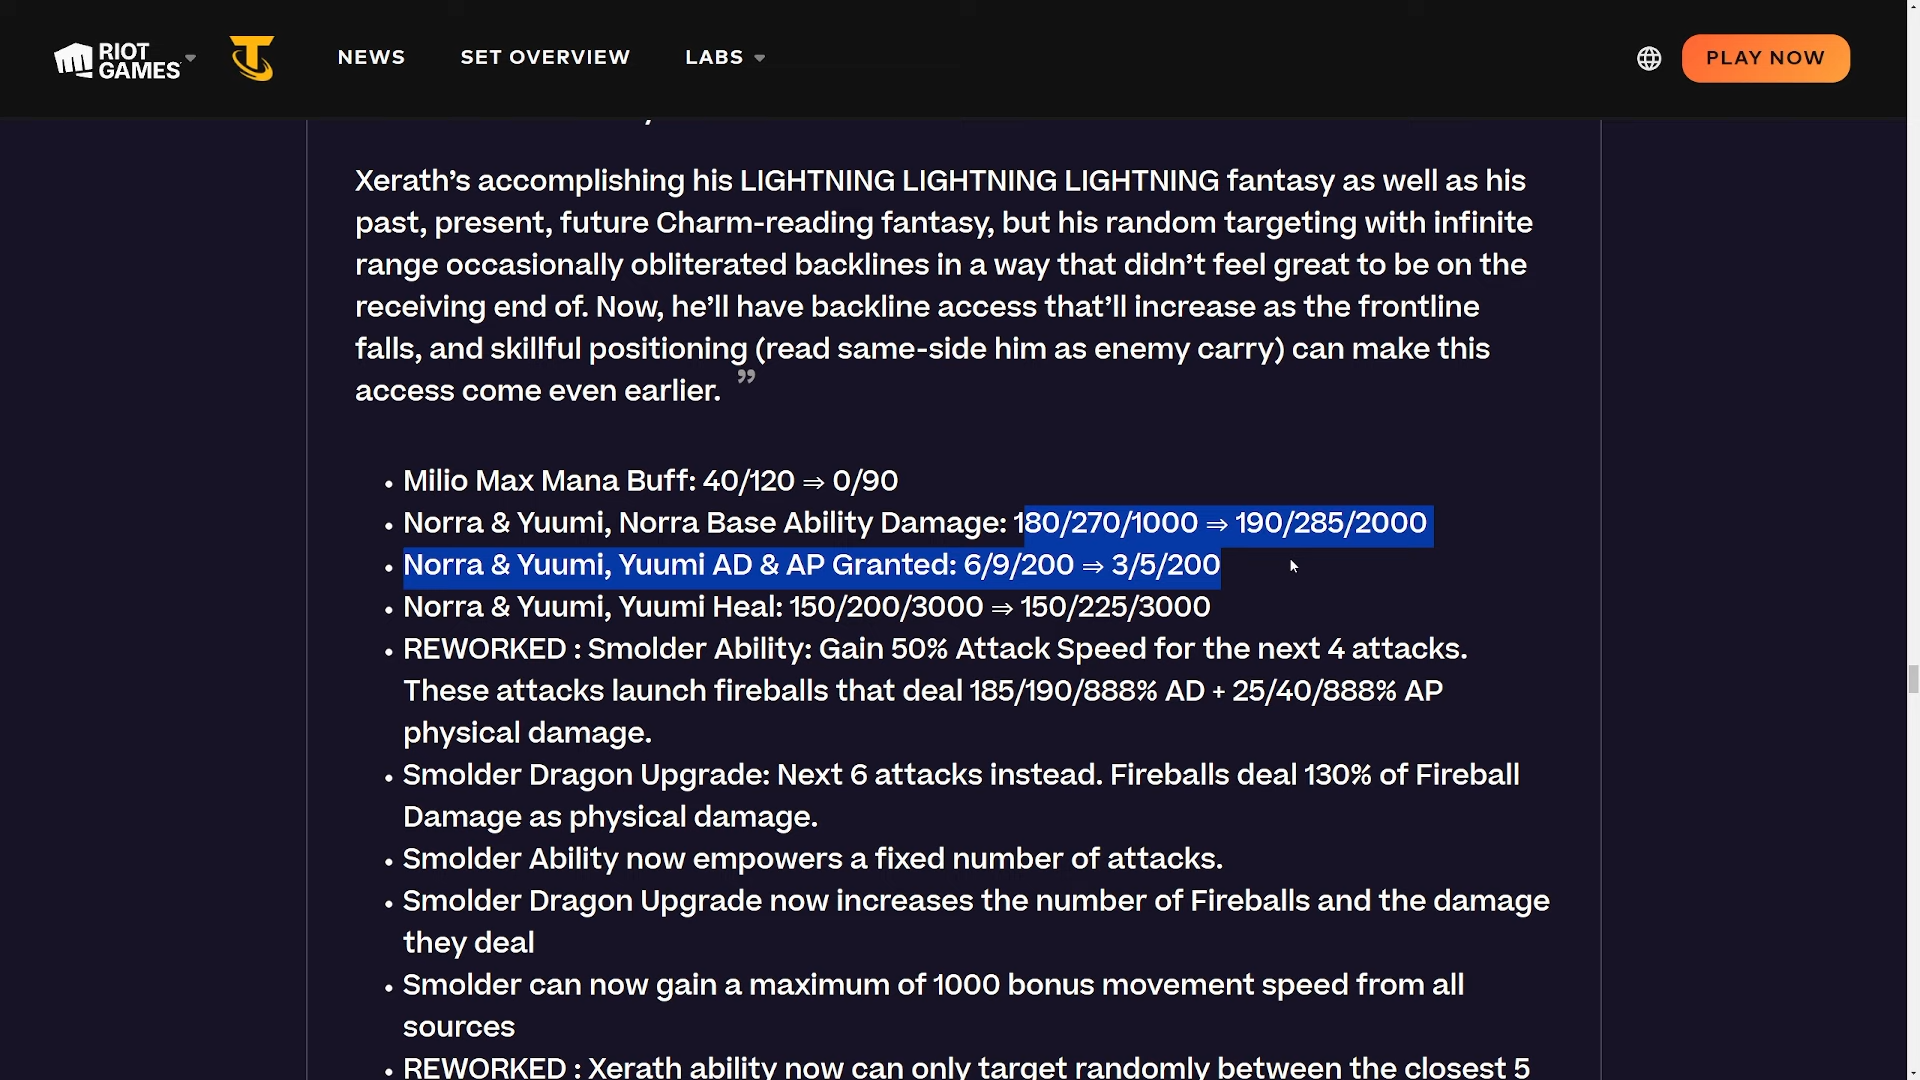 RIOT GAMES
NEWS
SET OVERVIEW
LABS
PLAY NOW
Xerath’s accomplishing his LIGHTNING LIGHTNING LIGHTNING fantasy as well as his
past, present, future Charm-reading fantasy, but his random targeting with infinite
range occasionally obliterated backlines in a way that didn’t feel great to be on the
receiving end of. Now, he’ll have backline access that’ll increase as the frontline
falls, and skillful positioning (read same-side him as enemy carry) can make this
access come even earlier. ”
• Milio Max Mana Buff: 40/120 ⇒ 0/90
• Norra & Yuumi, Norra Base Ability Damage: 180/270/1000 ⇒ 190/285/2000
• Norra & Yuumi, Yuumi AD & AP Granted: 6/9/200 ⇒ 3/5/200
• Norra & Yuumi, Yuumi Heal: 150/200/3000 ⇒ 150/225/3000
• REWORKED : Smolder Ability: Gain 50% Attack Speed for the next 4 attacks.
These attacks launch fireballs that deal 185/190/888% AD + 25/40/888% AP
physical damage.
• Smolder Dragon Upgrade: Next 6 attacks instead. Fireballs deal 130% of Fireball
Damage as physical damage.
• Smolder Ability now empowers a fixed number of attacks.
• Smolder Dragon Upgrade now increases the number of Fireballs and the damage
they deal
• Smolder can now gain a maximum of 1000 bonus movement speed from all
sources
• REWORKED : Xerath ability now can only target randomly between the closest 5